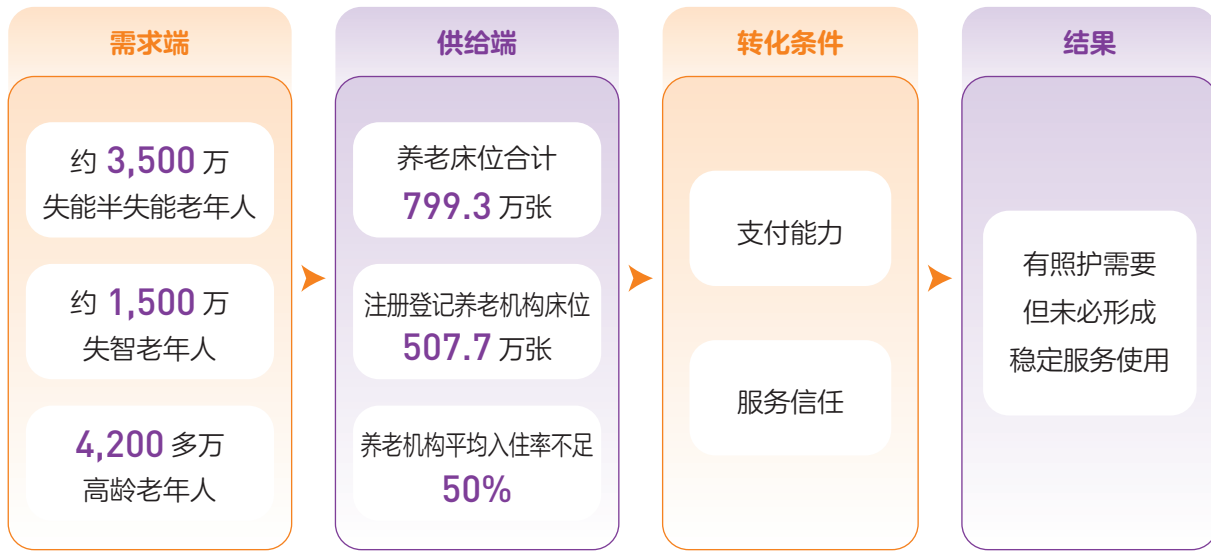 需求端
约 3,500 万
失能半失能老年人
约 1,500 万
失智老年人
4,200 多万
高龄老年人
供给端
养老床位合计
799.3 万张
注册登记养老机构床位
507.7 万张
养老机构平均入住率不足
50%
转化条件
支付能力
服务信任
结果
有照护需要
但未必形成
稳定服务使用